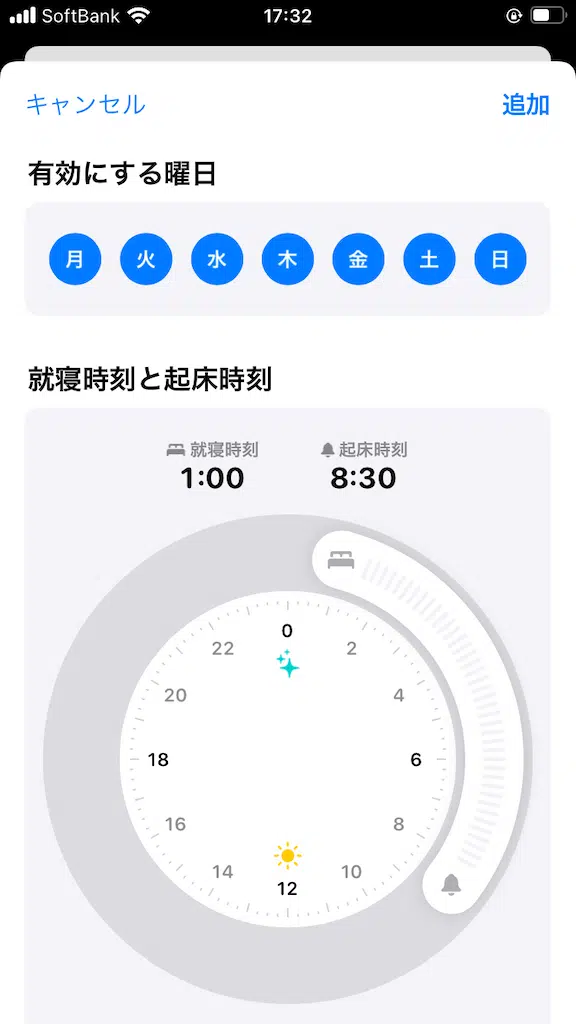 SoftBank 17:32
キャンセル 追加
有効にする曜日
月 火 水 木 金 土 日
就寝時刻と起床時刻
就寝時刻 起床時刻
1:00 8:30
0
22 2
20 4
18 6
16 8
14 10
12